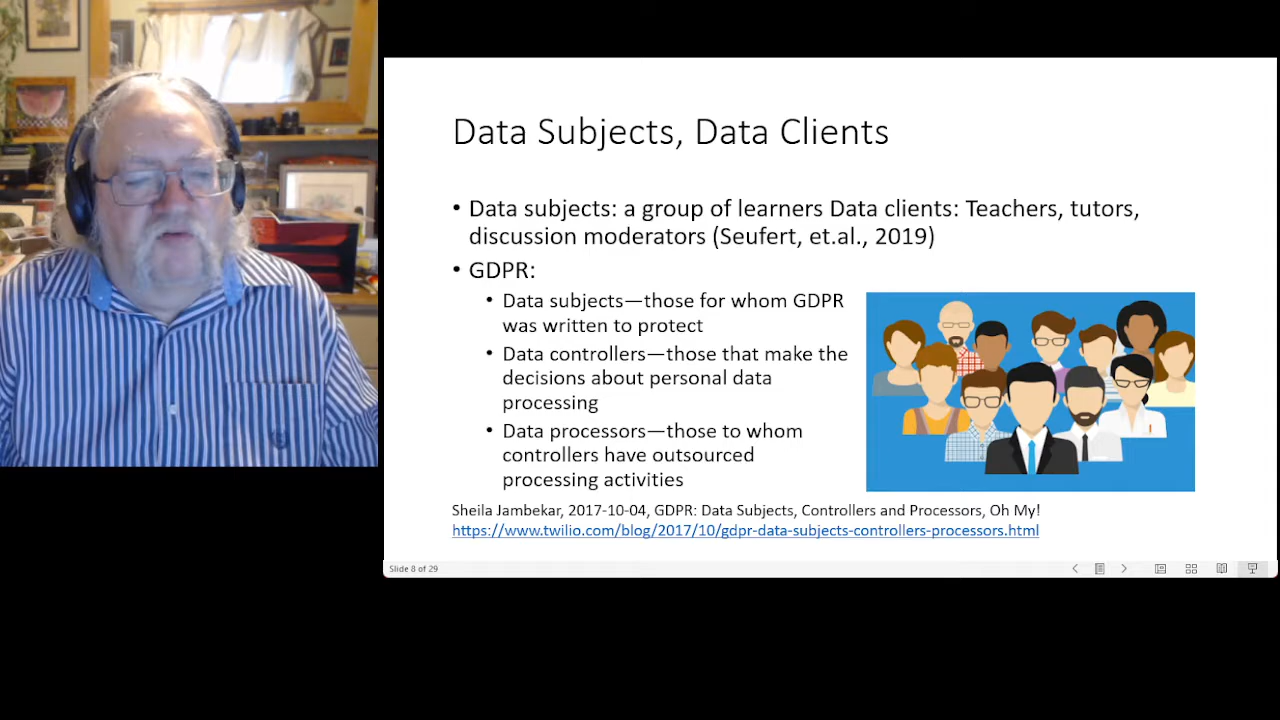 Data Subjects, Data Clients
• Data subjects: a group of learners Data clients: Teachers, tutors,
discussion moderators (Seufert, et.al., 2019)
• GDPR:
• Data subjects—those for whom GDPR
was written to protect
• Data controllers—those that make the
decisions about personal data
processing
• Data processors—those to whom
controllers have outsourced
processing activities
Sheila Jambekar, 2017-10-04, GDPR: Data Subjects, Controllers and Processors, Oh My!
https://www.twilio.com/blog/2017/10/gdpr-data-subjects-controllers-processors.html
Slide 8 of 29